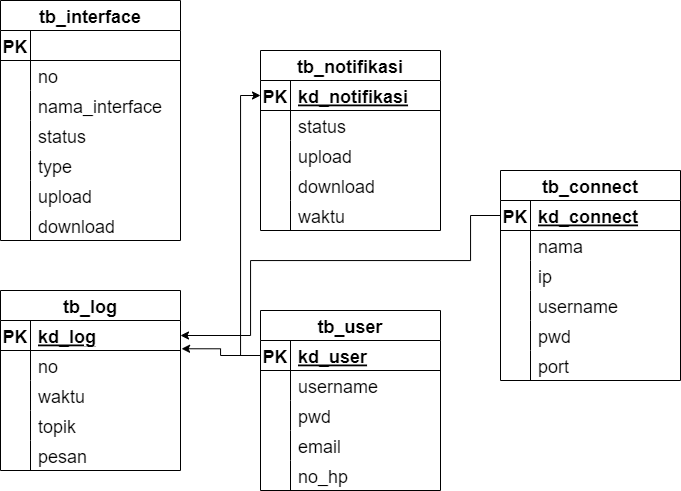 tb_interface
PK
no
nama_interface
status
type
upload
download
tb_notifikasi
PK kd_notifikasi
status
upload
download
waktu
tb_connect
PK kd_connect
nama
ip
username
pwd
port
tb_log
PK kd_log
no
waktu
topik
pesan
tb_user
PK kd_user
username
pwd
email
no_hp